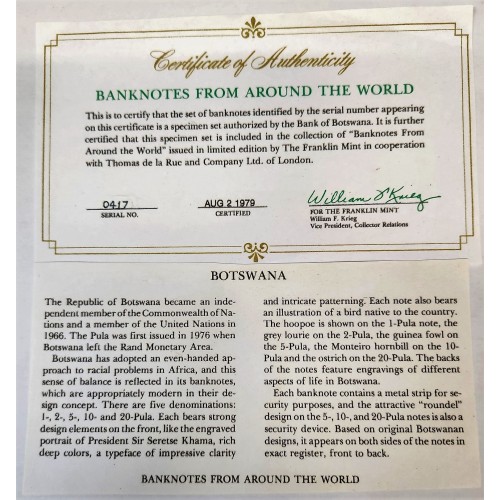 Certificate of Authenticity
BANKNOTES FROM AROUND THE WORLD
This is to certify that the set of banknotes identified by the serial number appearing
on this certificate is a specimen set authorized by the Bank of Botswana. It is further
certified that this specimen set is included in the collection of "Banknotes From
Around the World" issued in limited edition by The Franklin Mint in cooperation
with Thomas de la Rue and Company Ltd. of London.
0417
SERIAL NO.
AUG 2 1979
CERTIFIED
William F. Krieg
FOR THE FRANKLIN MINT
William F. Krieg
Vice President, Collector Relations
BOTSWANA
The Republic of Botswana became an inde-
pendent member of the Commonwealth of Na-
tions and a member of the United Nations in
1966. The Pula was first issued in 1976 when
Botswana left the Rand Monetary Area.
Botswana has adopted an even-handed ap-
proach to racial problems in Africa, and this
sense of balance is reflected in its banknotes,
which are appropriately modern in their de-
sign concept. There are five denominations:
1-, 2-, 5-, 10- and 20-Pula. Each bears strong
design elements on the front, like the engraved
portrait of President Sir Seretse Khama, rich
deep colors, a typeface of impressive clarity
and intricate patterning. Each note also bears
an illustration of a bird native to the country.
The hoopoe is shown on the 1-Pula note, the
grey lourie on the 2-Pula, the guinea fowl on
the 5-Pula, the Monteiro hornbill on the 10-
Pula and the ostrich on the 20-Pula. The backs
of the notes feature engravings of different
aspects of life in Botswana.
Each banknote contains a metal strip for se-
curity purposes, and the attractive "roundel"
design on the 5-, 10-, and 20-Pula notes is also a
security device. Based on original Botswanan
designs, it appears on both sides of the notes in
exact register, front to back.
BANKNOTES FROM AROUND THE WORLD